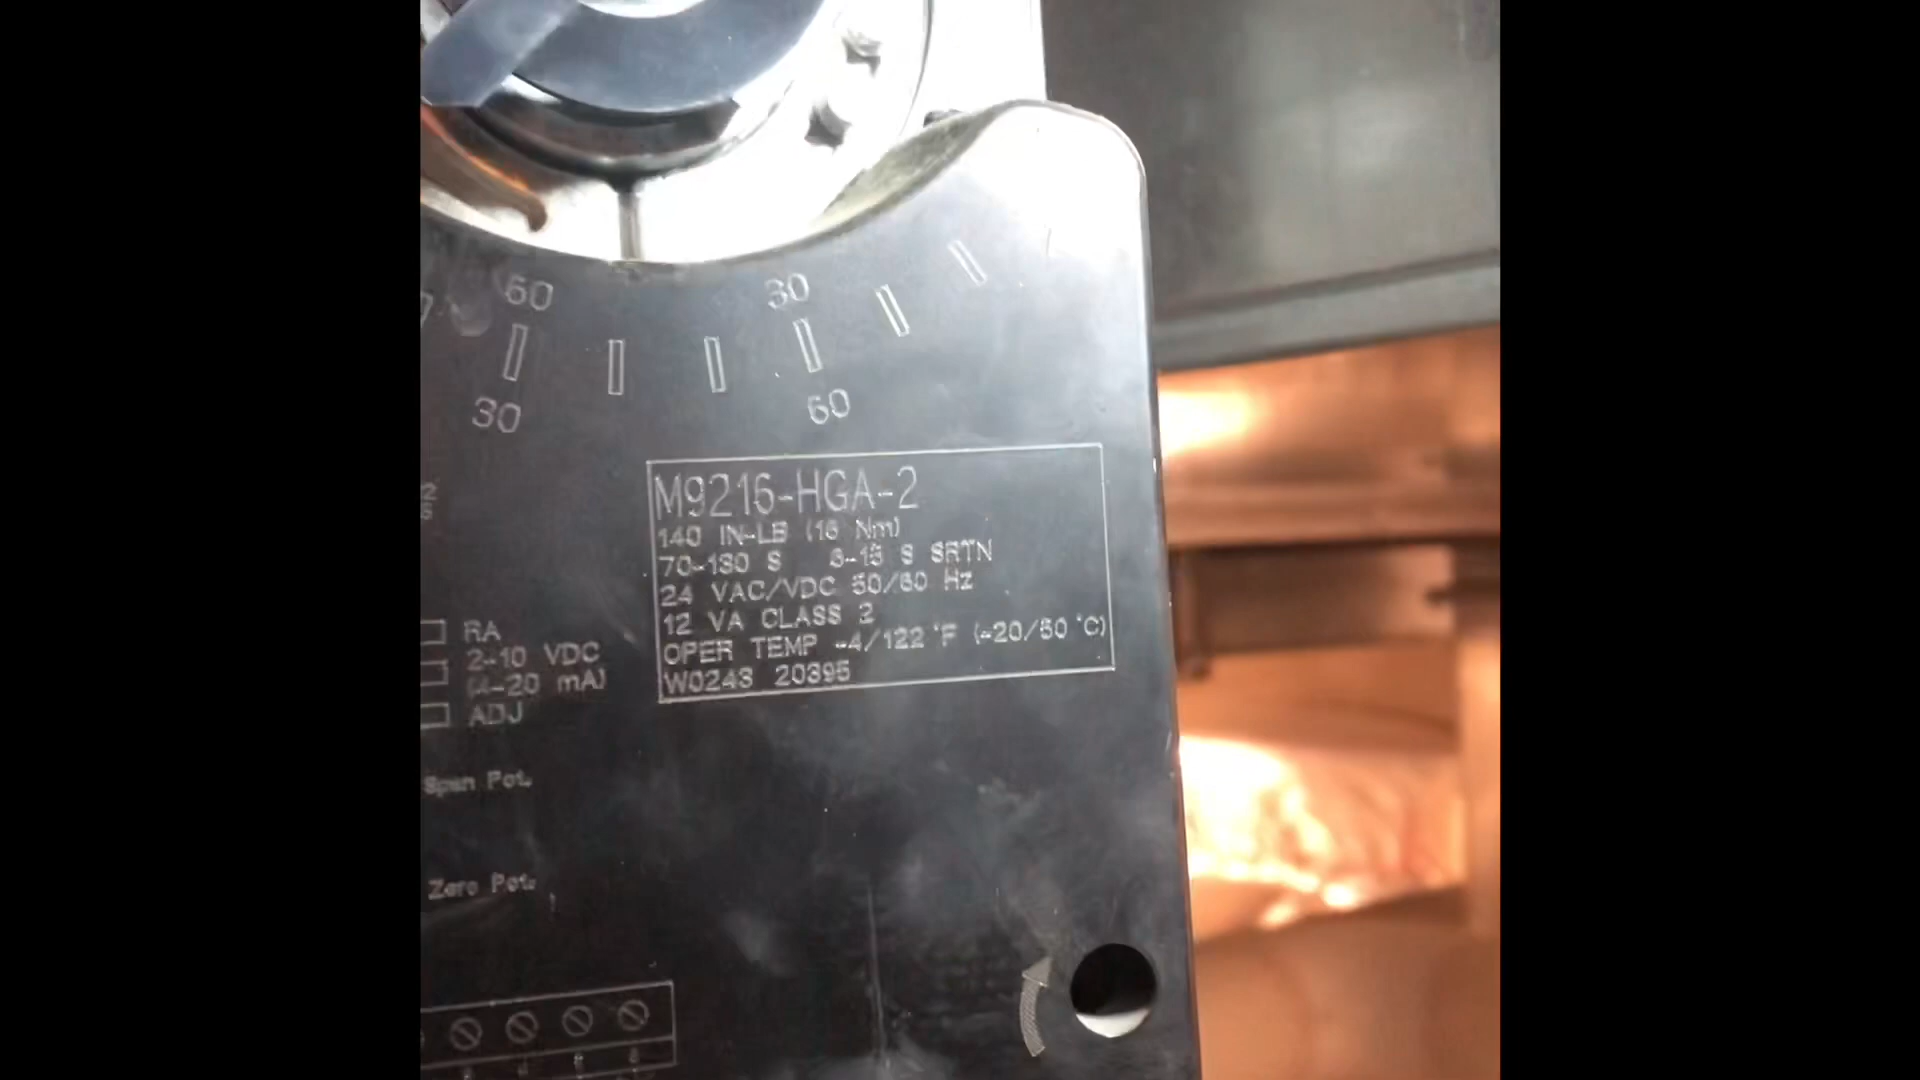 60 30
30 60
M9216-HGA-2
140 IN-LB (16 Nm)
70-130 S 8-15 S SRTN
24 VAC/VDC 50/60 Hz
12 VA CLASS 2
OPER TEMP -4/122 °F (-20/50 °C)
W0243 20395
RA
2-10 VDC
(4-20 mA)
ADJ
Span Pot.
Zero Pot.